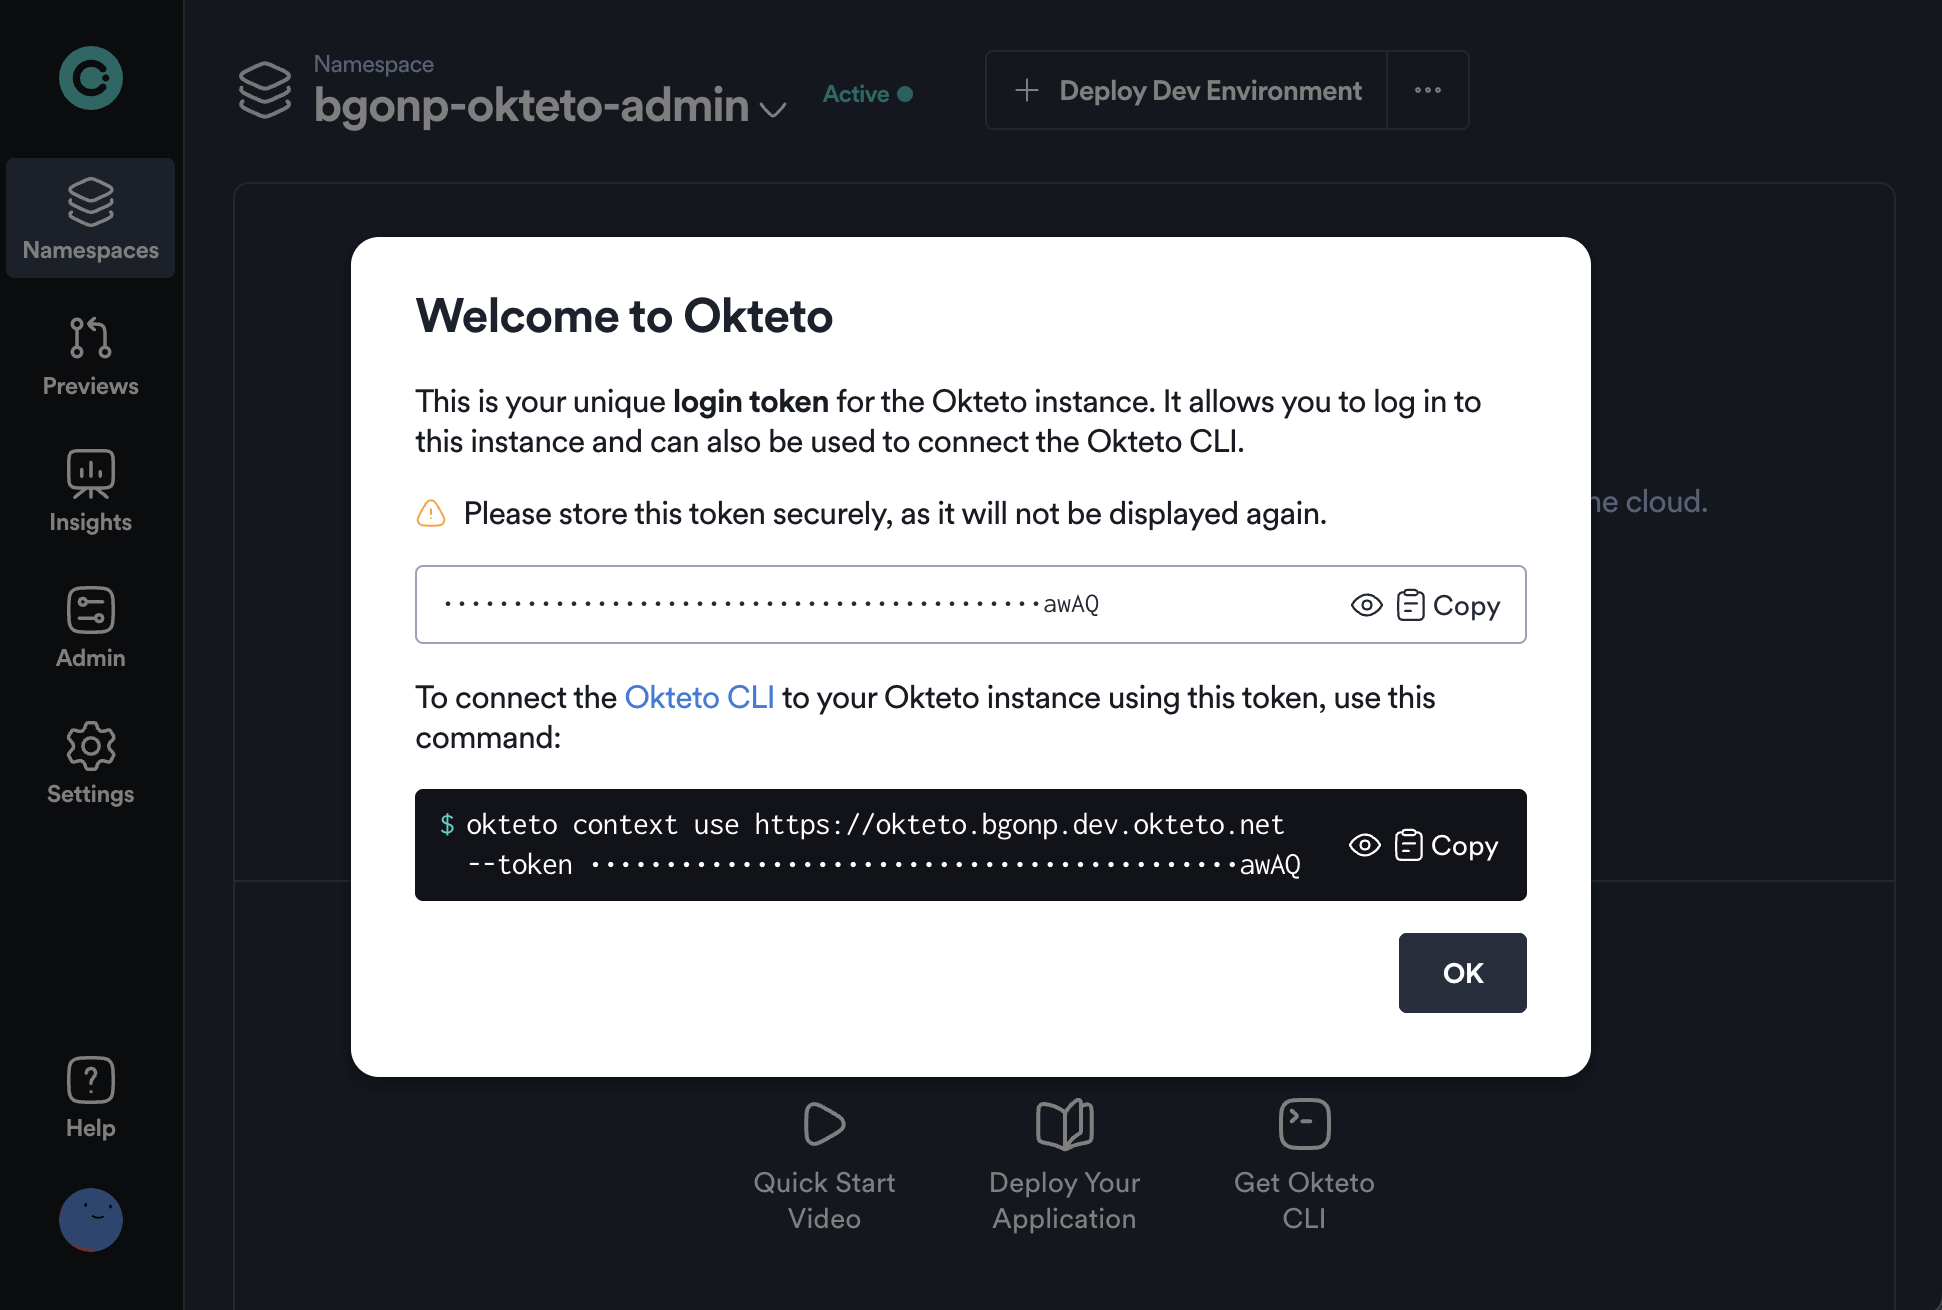 Namespace
bgonp-okteto-admin
Active
Deploy Dev Environment
Namespaces
Previews
Insights
Admin
Settings
Help
Welcome to Okteto
This is your unique login token for the Okteto instance. It allows you to log in to
this instance and can also be used to connect the Okteto CLI.
Please store this token securely, as it will not be displayed again.
•••••••••••••••••••••••••••••••••••••••••••awAQ
Copy
To connect the Okteto CLI to your Okteto instance using this token, use this
command:
$ okteto context use https://okteto.bgonp.dev.okteto.net
--token •••••••••••••••••••••••••••••••••••••••••••awAQ
Copy
OK
cloud.
Quick Start
Video
Deploy Your
Application
Get Okteto
CLI